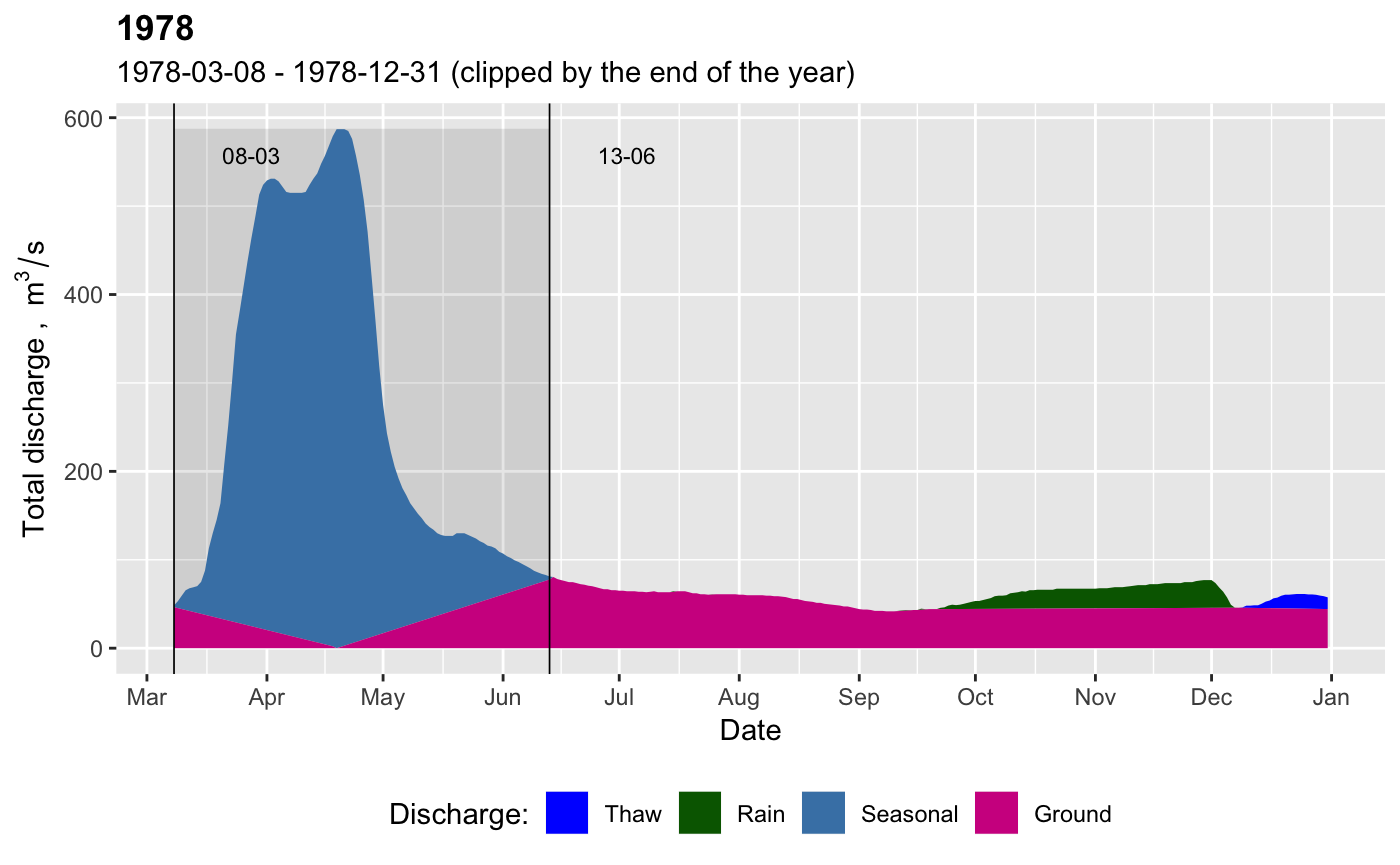 1978
1978-03-08 - 1978-12-31 (clipped by the end of the year)
Total discharge , m³/s
600
400
200
0
08-03
13-06
Mar Apr May Jun Jul Aug Sep Oct Nov Dec Jan
Date
Discharge: Thaw Rain Seasonal Ground